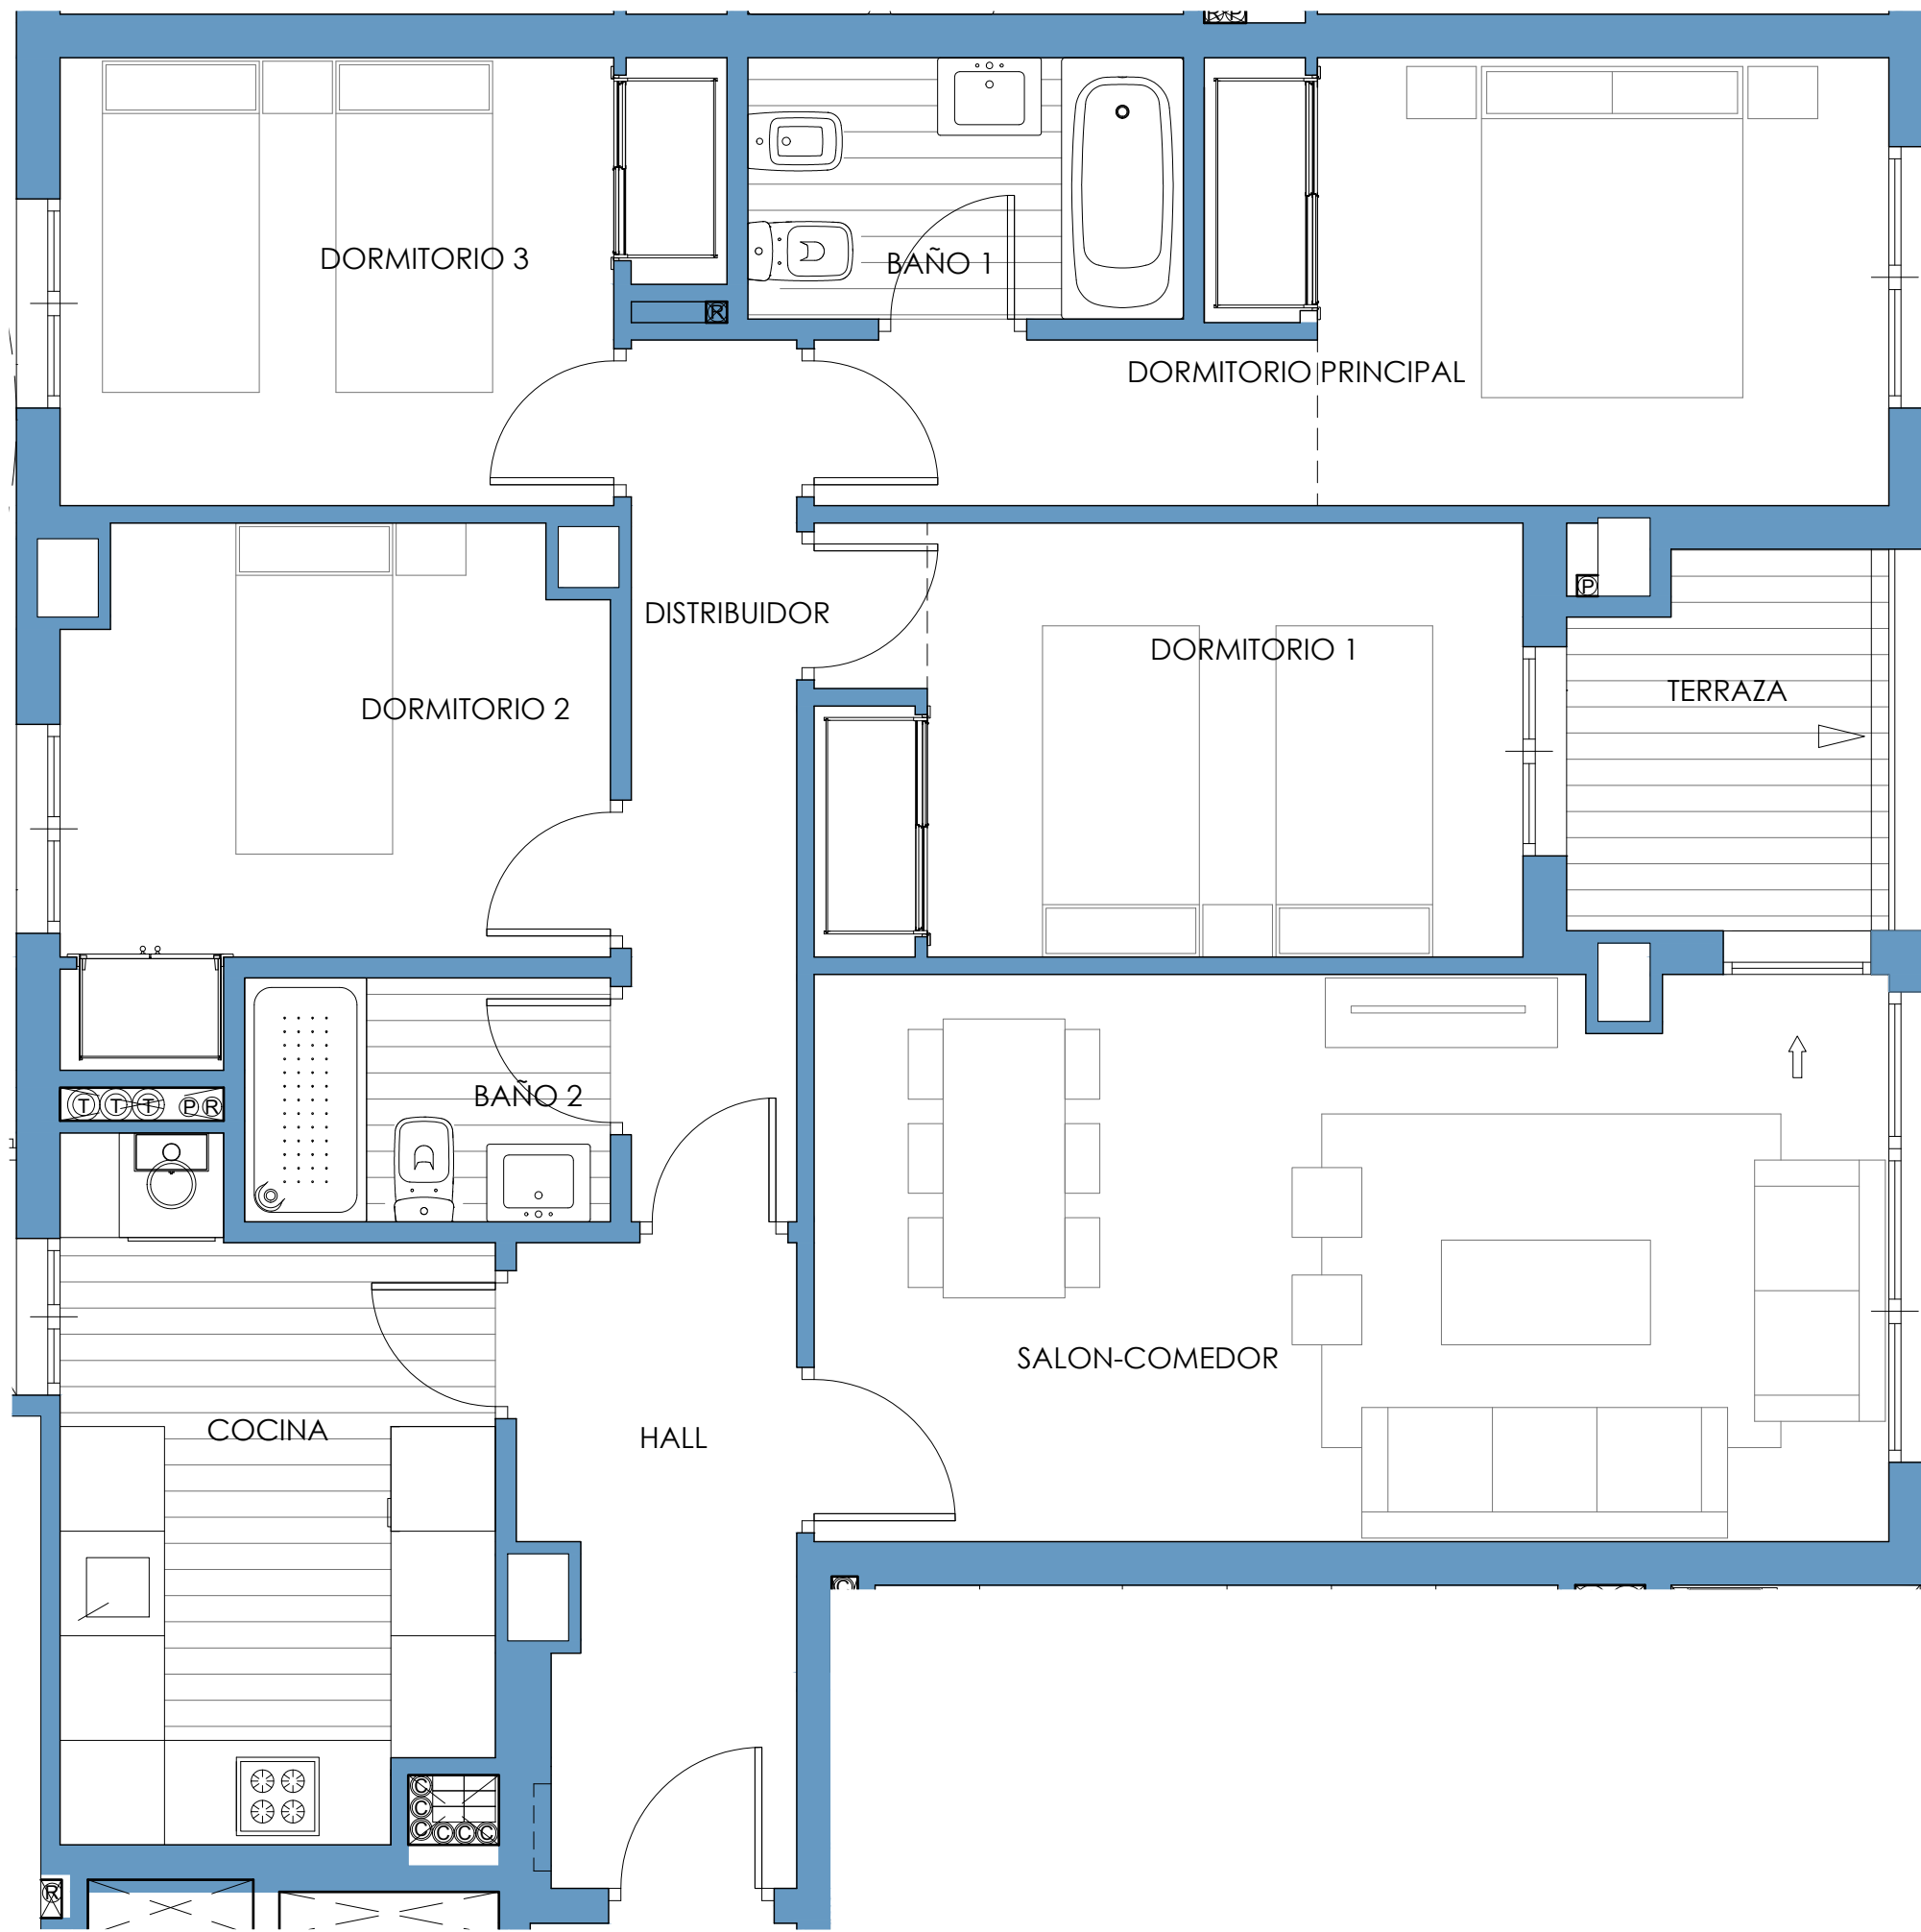 R P
DORMITORIO 3
BAÑO 1
R
DORMITORIO PRINCIPAL
P
DISTRIBUIDOR
DORMITORIO 1
TERRAZA
DORMITORIO 2
BAÑO 2
T T T P R
SALON-COMEDOR
COCINA
HALL
C
C
C
C C C C
R